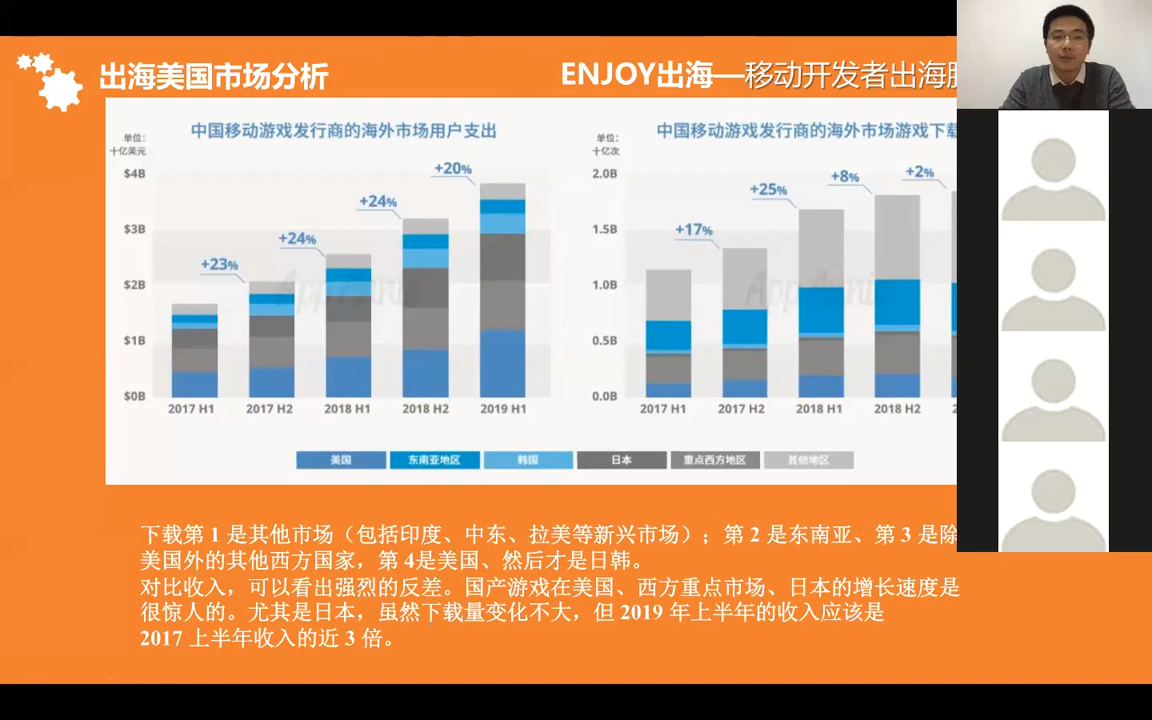 出海美国市场分析
ENJOY出海—移动开发者出海
单位:
十亿美元
中国移动游戏发行商的海外市场用户支出
$4B
$3B
$2B
$1B
$0B
+23%
+24%
+24%
+20%
2017 H1
2017 H2
2018 H1
2018 H2
2019 H1
单位:
十亿次
中国移动游戏发行商的海外市场游戏下载
2.0B
1.5B
1.0B
0.5B
0.0B
+17%
+25%
+8%
+2%
2017 H1
2017 H2
2018 H1
2018 H2
App Annie
App Annie
美国
东南亚地区
韩国
日本
重点西方地区
其他地区
下载第 1 是其他市场（包括印度、中东、拉美等新兴市场）；第 2 是东南亚、第 3 是除
美国外的其他西方国家，第 4是美国、然后才是日韩。
对比收入，可以看出强烈的反差。国产游戏在美国、西方重点市场、日本的增长速度是
很惊人的。尤其是日本，虽然下载量变化不大，但 2019 年上半年的收入应该是
2017 上半年收入的近 3 倍。